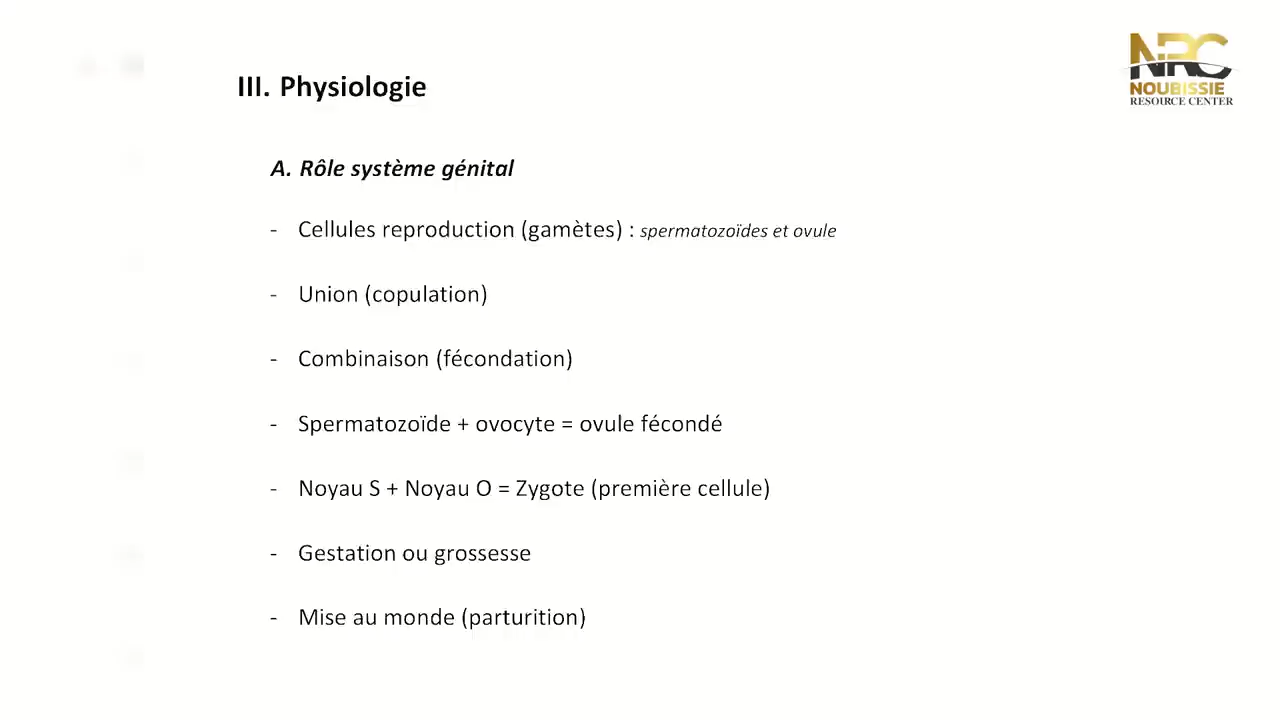 NRC
NOUBISSIE
RESOURCE CENTER
III. Physiologie
A. Rôle système génital
- Cellules reproduction (gamètes) : spermatozoïdes et ovule
- Union (copulation)
- Combinaison (fécondation)
- Spermatozoïde + ovocyte = ovule fécondé
- Noyau S + Noyau O = Zygote (première cellule)
- Gestation ou grossesse
- Mise au monde (parturition)